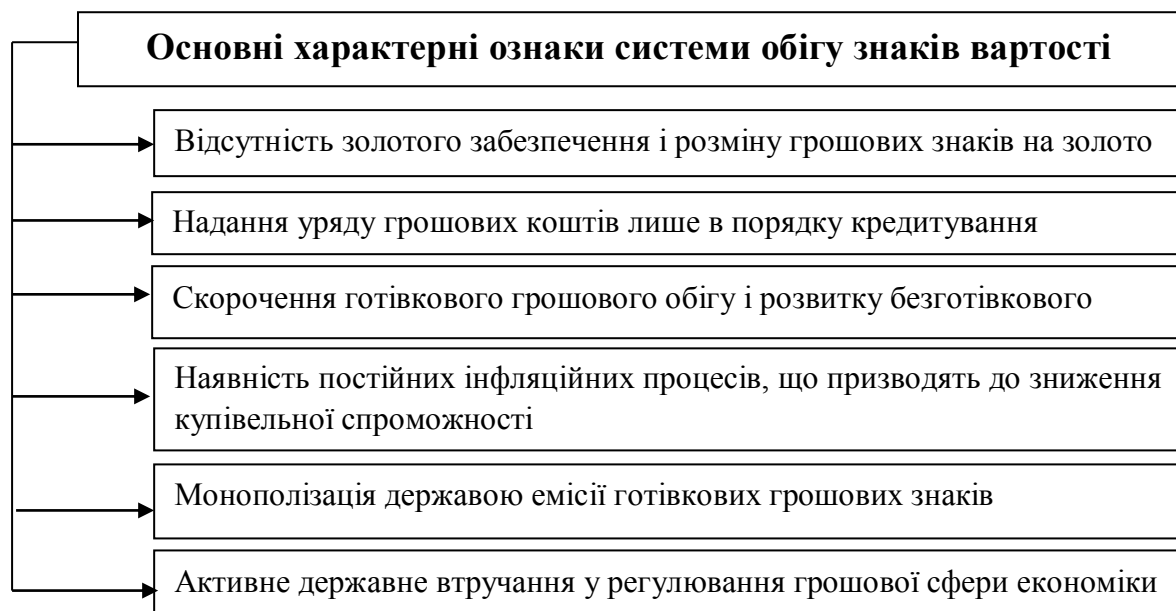 Основні характерні ознаки системи обігу знаків вартості
Відсутність золотого забезпечення і розміну грошових знаків на золото
Надання уряду грошових коштів лише в порядку кредитування
Скорочення готівкового грошового обігу і розвитку безготівкового
Наявність постійних інфляційних процесів, що призводять до зниження
купівельної спроможності
Монополізація державою емісії готівкових грошових знаків
Активне державне втручання у регулювання грошової сфери економіки